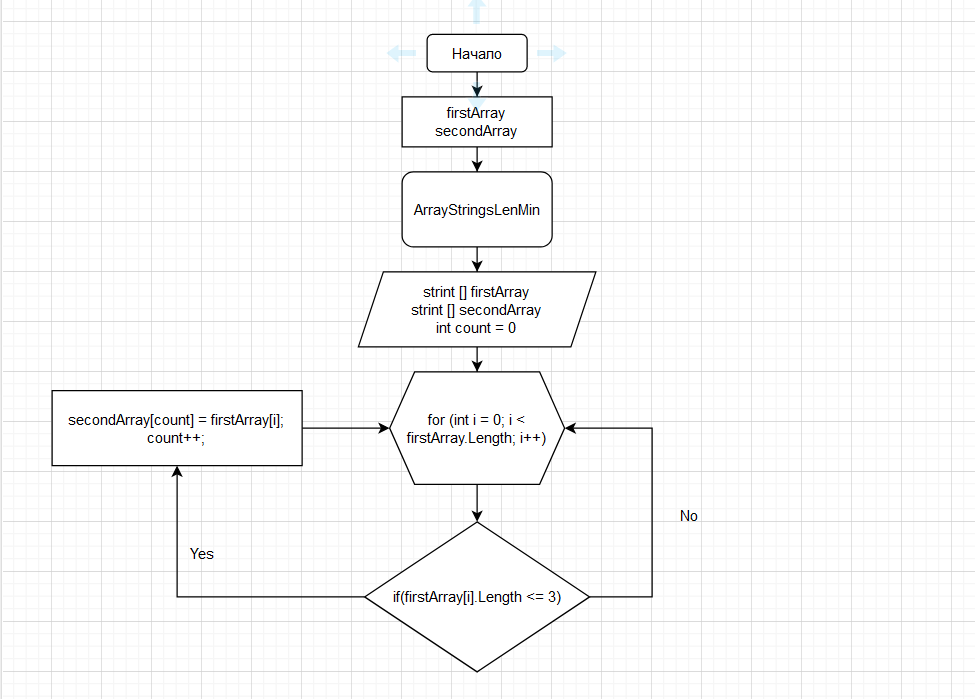 Начало
firstArray
secondArray
ArrayStringsLenMin
strint [] firstArray
strint [] secondArray
int count = 0
for (int i = 0; i <
firstArray.Length; i++)
secondArray[count] = firstArray[i];
count++;
No
Yes
if(firstArray[i].Length <= 3)